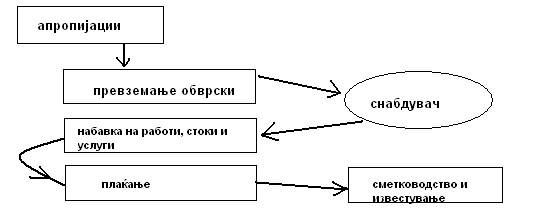 апропијации
превземање обврски
снабдувач
набавка на работи, стоки и
услуги
плаќање
сметководство и
известување